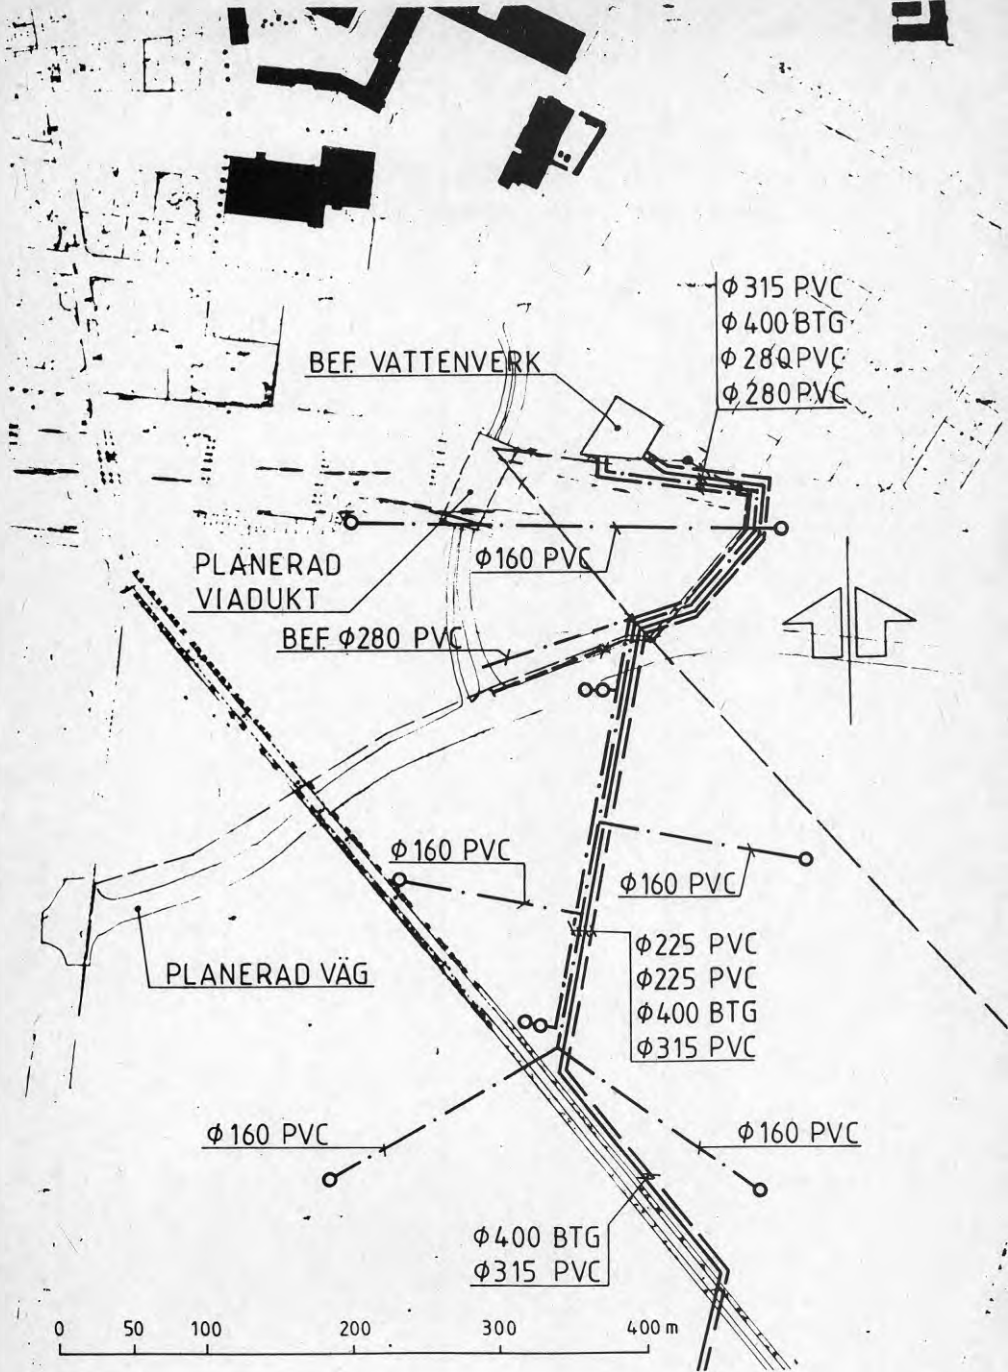 Φ315 PVC
Φ400 BTG
Φ280 PVC
Φ280 PVC
BEF. VATTENVERK
PLANERAD
VIADUKT
Φ160 PVC
BEF. Φ280 PVC
Φ160 PVC
Φ160 PVC
PLANERAD VÄG
Φ225 PVC
Φ225 PVC
Φ400 BTG
Φ315 PVC
Φ160 PVC
Φ160 PVC
Φ400 BTG
Φ315 PVC
0 50 100 200 300 400 m